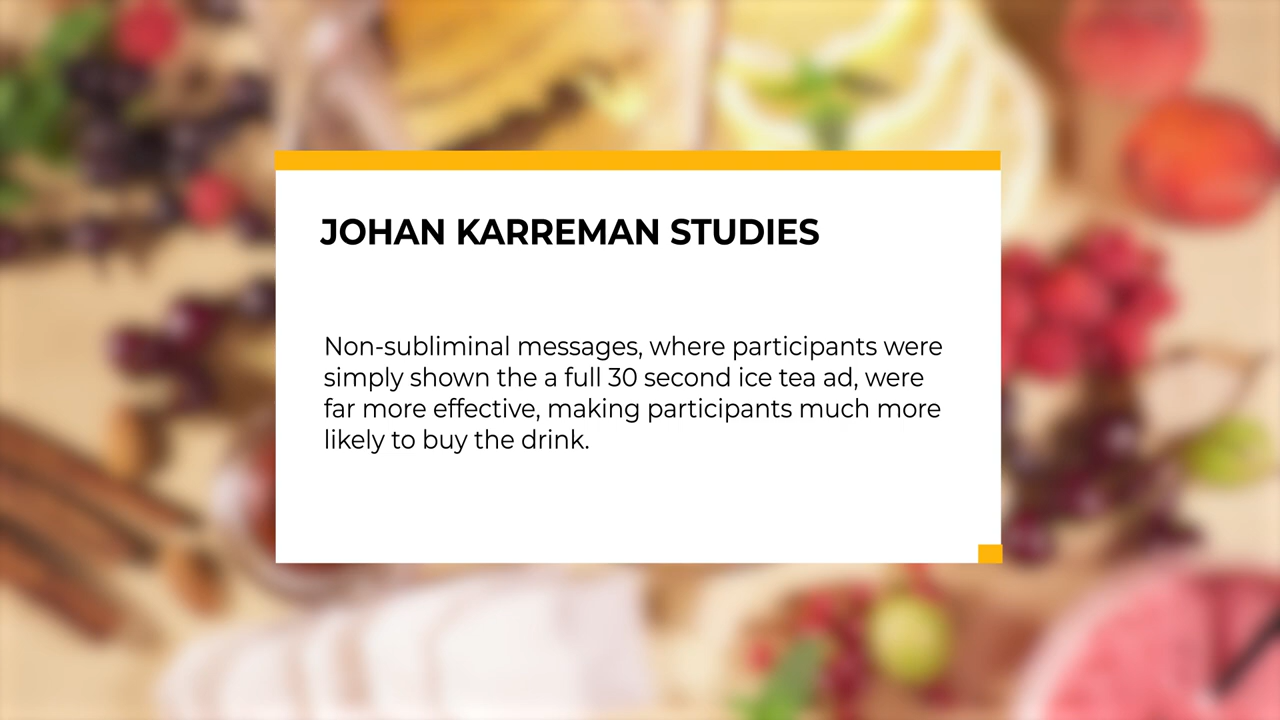 JOHAN KARREMAN STUDIES
Non-subliminal messages, where participants were
simply shown the a full 30 second ice tea ad, were
far more effective, making participants much more
likely to buy the drink.